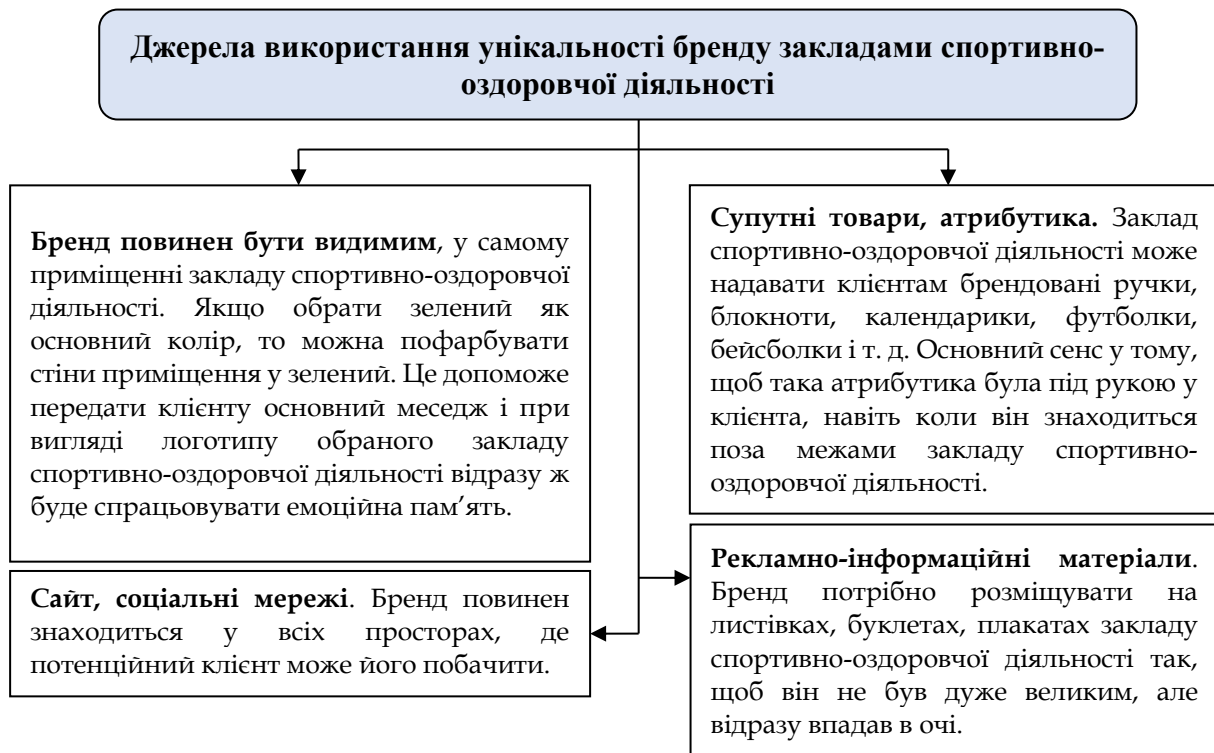 Джерела використання унікальності бренду закладами спортивно-
оздоровчої діяльності
Бренд повинен бути видимим, у самому
приміщенні закладу спортивно-оздоровчої
діяльності. Якщо обрати зелений як
основний колір, то можна пофарбувати
стіни приміщення у зелений. Це допоможе
передати клієнту основний меседж і при
вигляді логотипу обраного закладу
спортивно-оздоровчої діяльності відразу ж
буде спрацьовувати емоційна пам’ять.
Супутні товари, атрибутика. Заклад
спортивно-оздоровчої діяльності може
надавати клієнтам брендовані ручки,
блокноти, календарики, футболки,
бейсболки і т. д. Основний сенс у тому,
щоб така атрибутика була під рукою у
клієнта, навіть коли він знаходиться
поза межами закладу спортивно-
оздоровчої діяльності.
Сайт, соціальні мережі. Бренд повинен
знаходиться у всіх просторах, де
потенційний клієнт може його побачити.
Рекламно-інформаційні матеріали.
Бренд потрібно розміщувати на
листівках, буклетах, плакатах закладу
спортивно-оздоровчої діяльності так,
щоб він не був дуже великим, але
відразу впадав в очі.